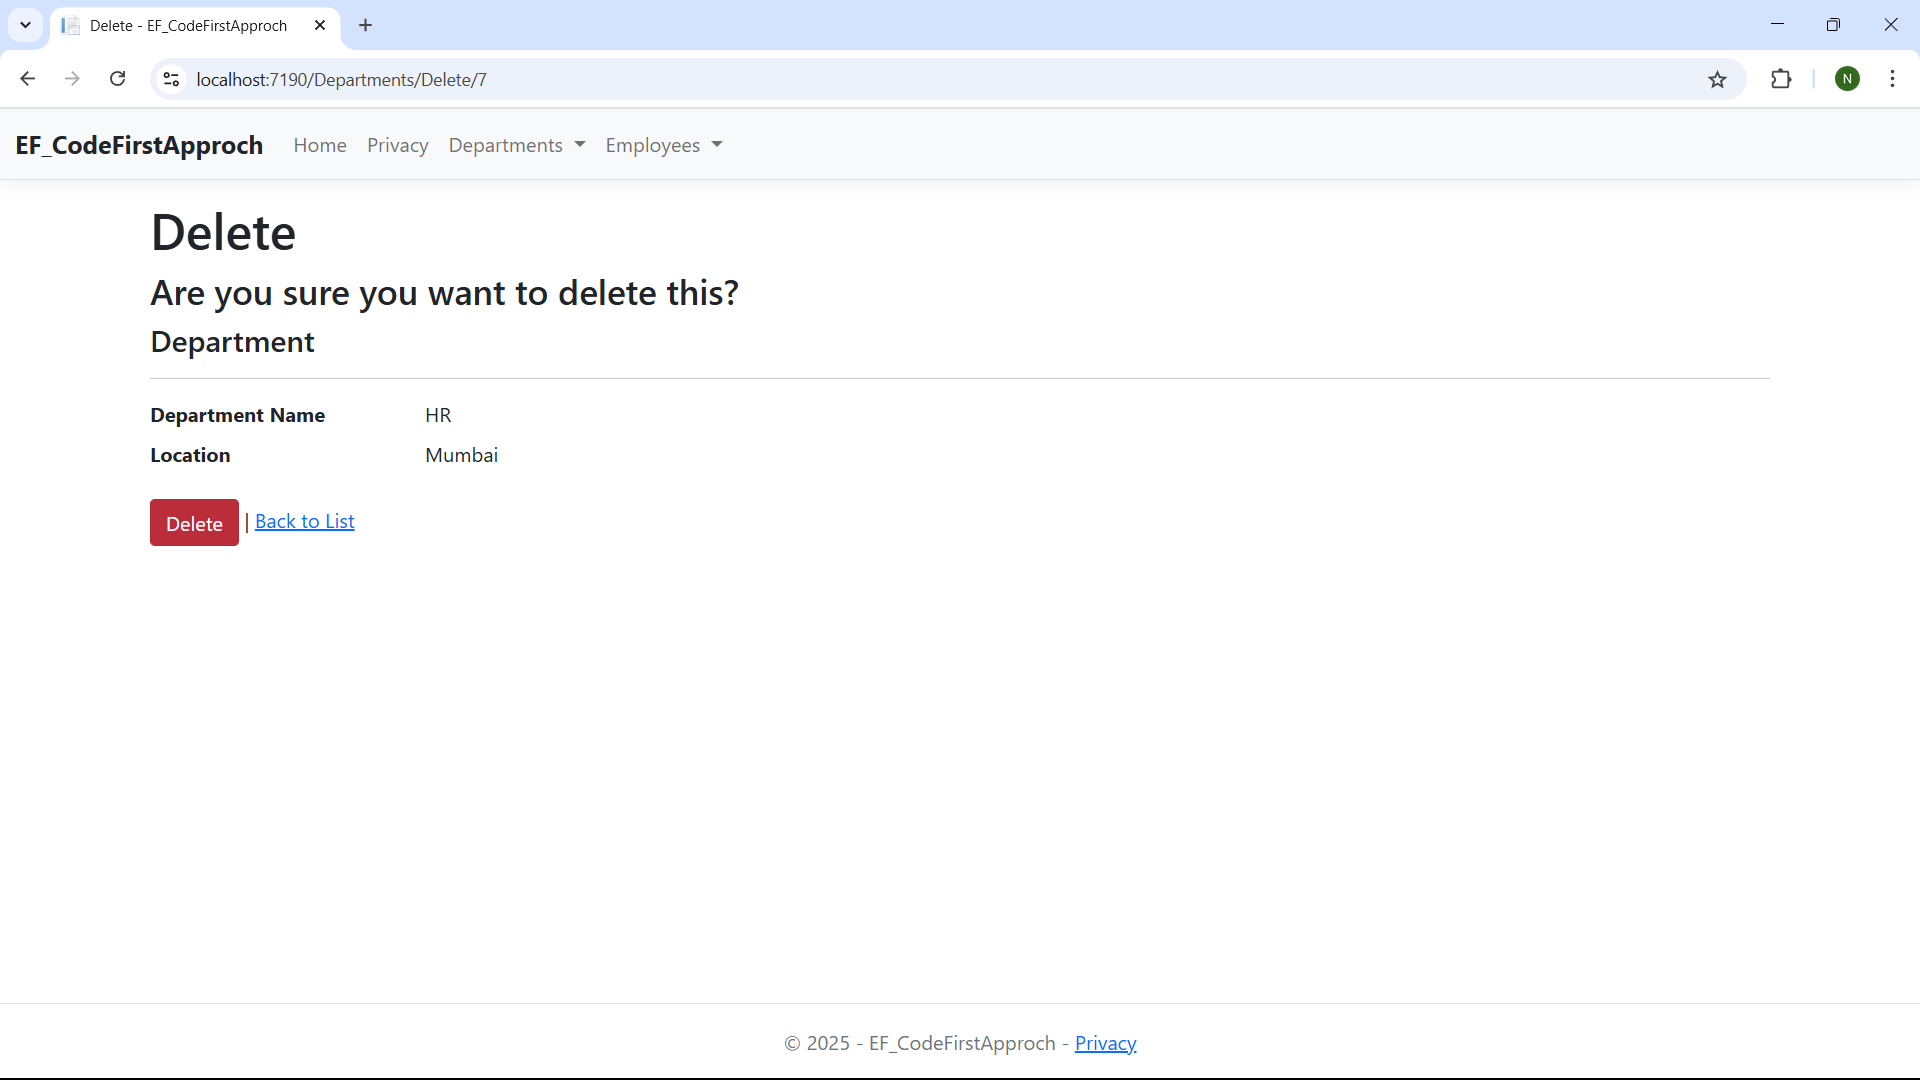 Delete - EF_CodeFirstApproch
localhost:7190/Departments/Delete/7
N
EF_CodeFirstApproch Home Privacy Departments Employees
Delete
Are you sure you want to delete this?
Department
Department Name HR
Location Mumbai
Delete | Back to List
© 2025 - EF_CodeFirstApproch - Privacy